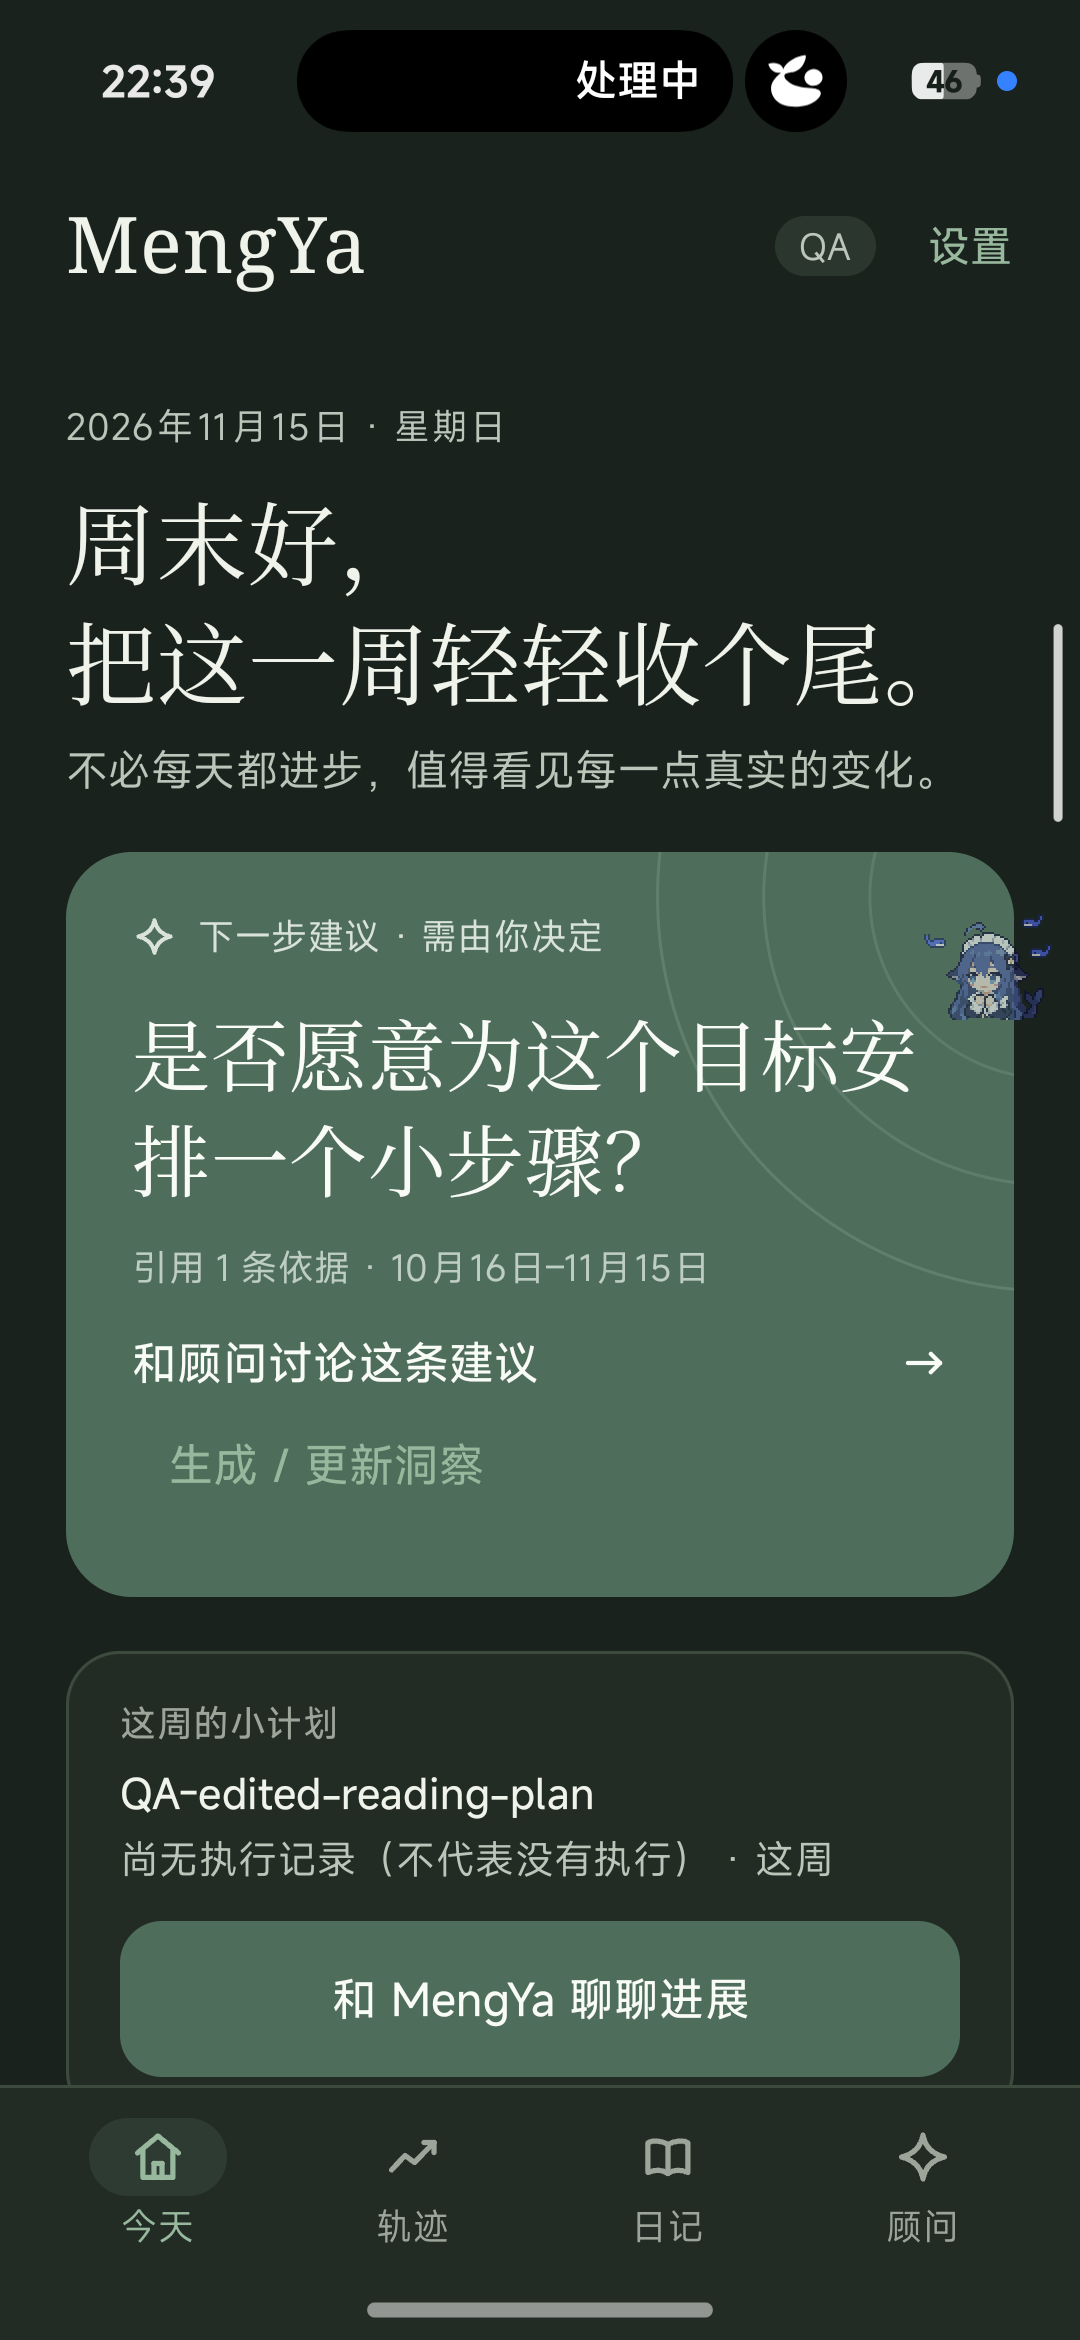 22:39
处理中
46
MengYa
QA
设置
2026年11月15日 · 星期日
周末好，
把这一周轻轻收个尾。
不必每天都进步，值得看见每一点真实的变化。
下一步建议 · 需由你决定
是否愿意为这个目标安
排一个小步骤？
引用 1 条依据 · 10月16日–11月15日
和顾问讨论这条建议
生成 / 更新洞察
这周的小计划
QA-edited-reading-plan
尚无执行记录（不代表没有执行） · 这周
和 MengYa 聊聊进展
今天
轨迹
日记
顾问